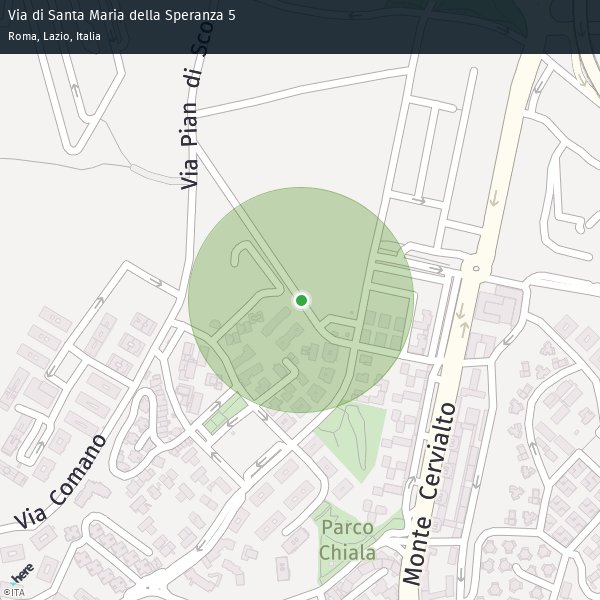 Via di Santa Maria della Speranza 5
Roma, Lazio, Italia
Via Pian di Sco
Via Comano
Monte Cervialto
Parco
Chiala
here
©ITA